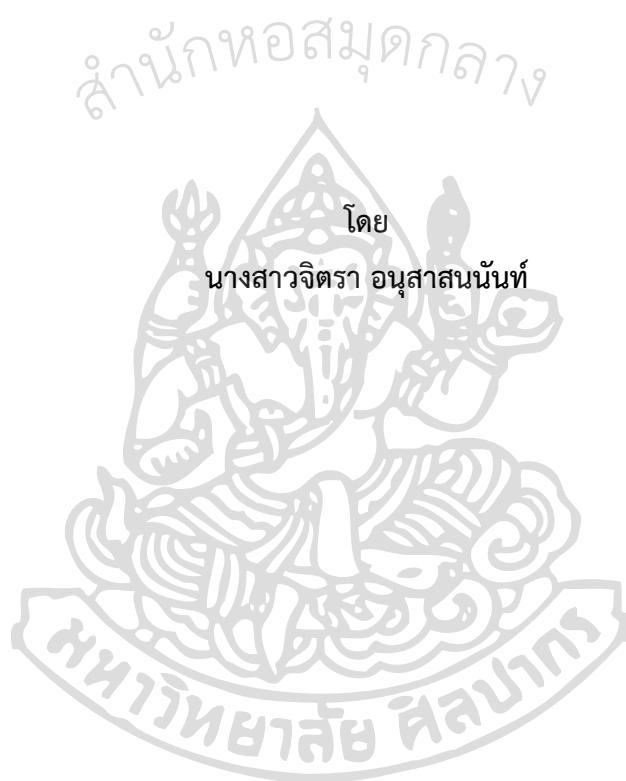 สำนักหอสมุดกลาง
โดย
นางสาวจิตรา อนุสาสนนันท์
มหาวิทยาลัย ศิลปากร